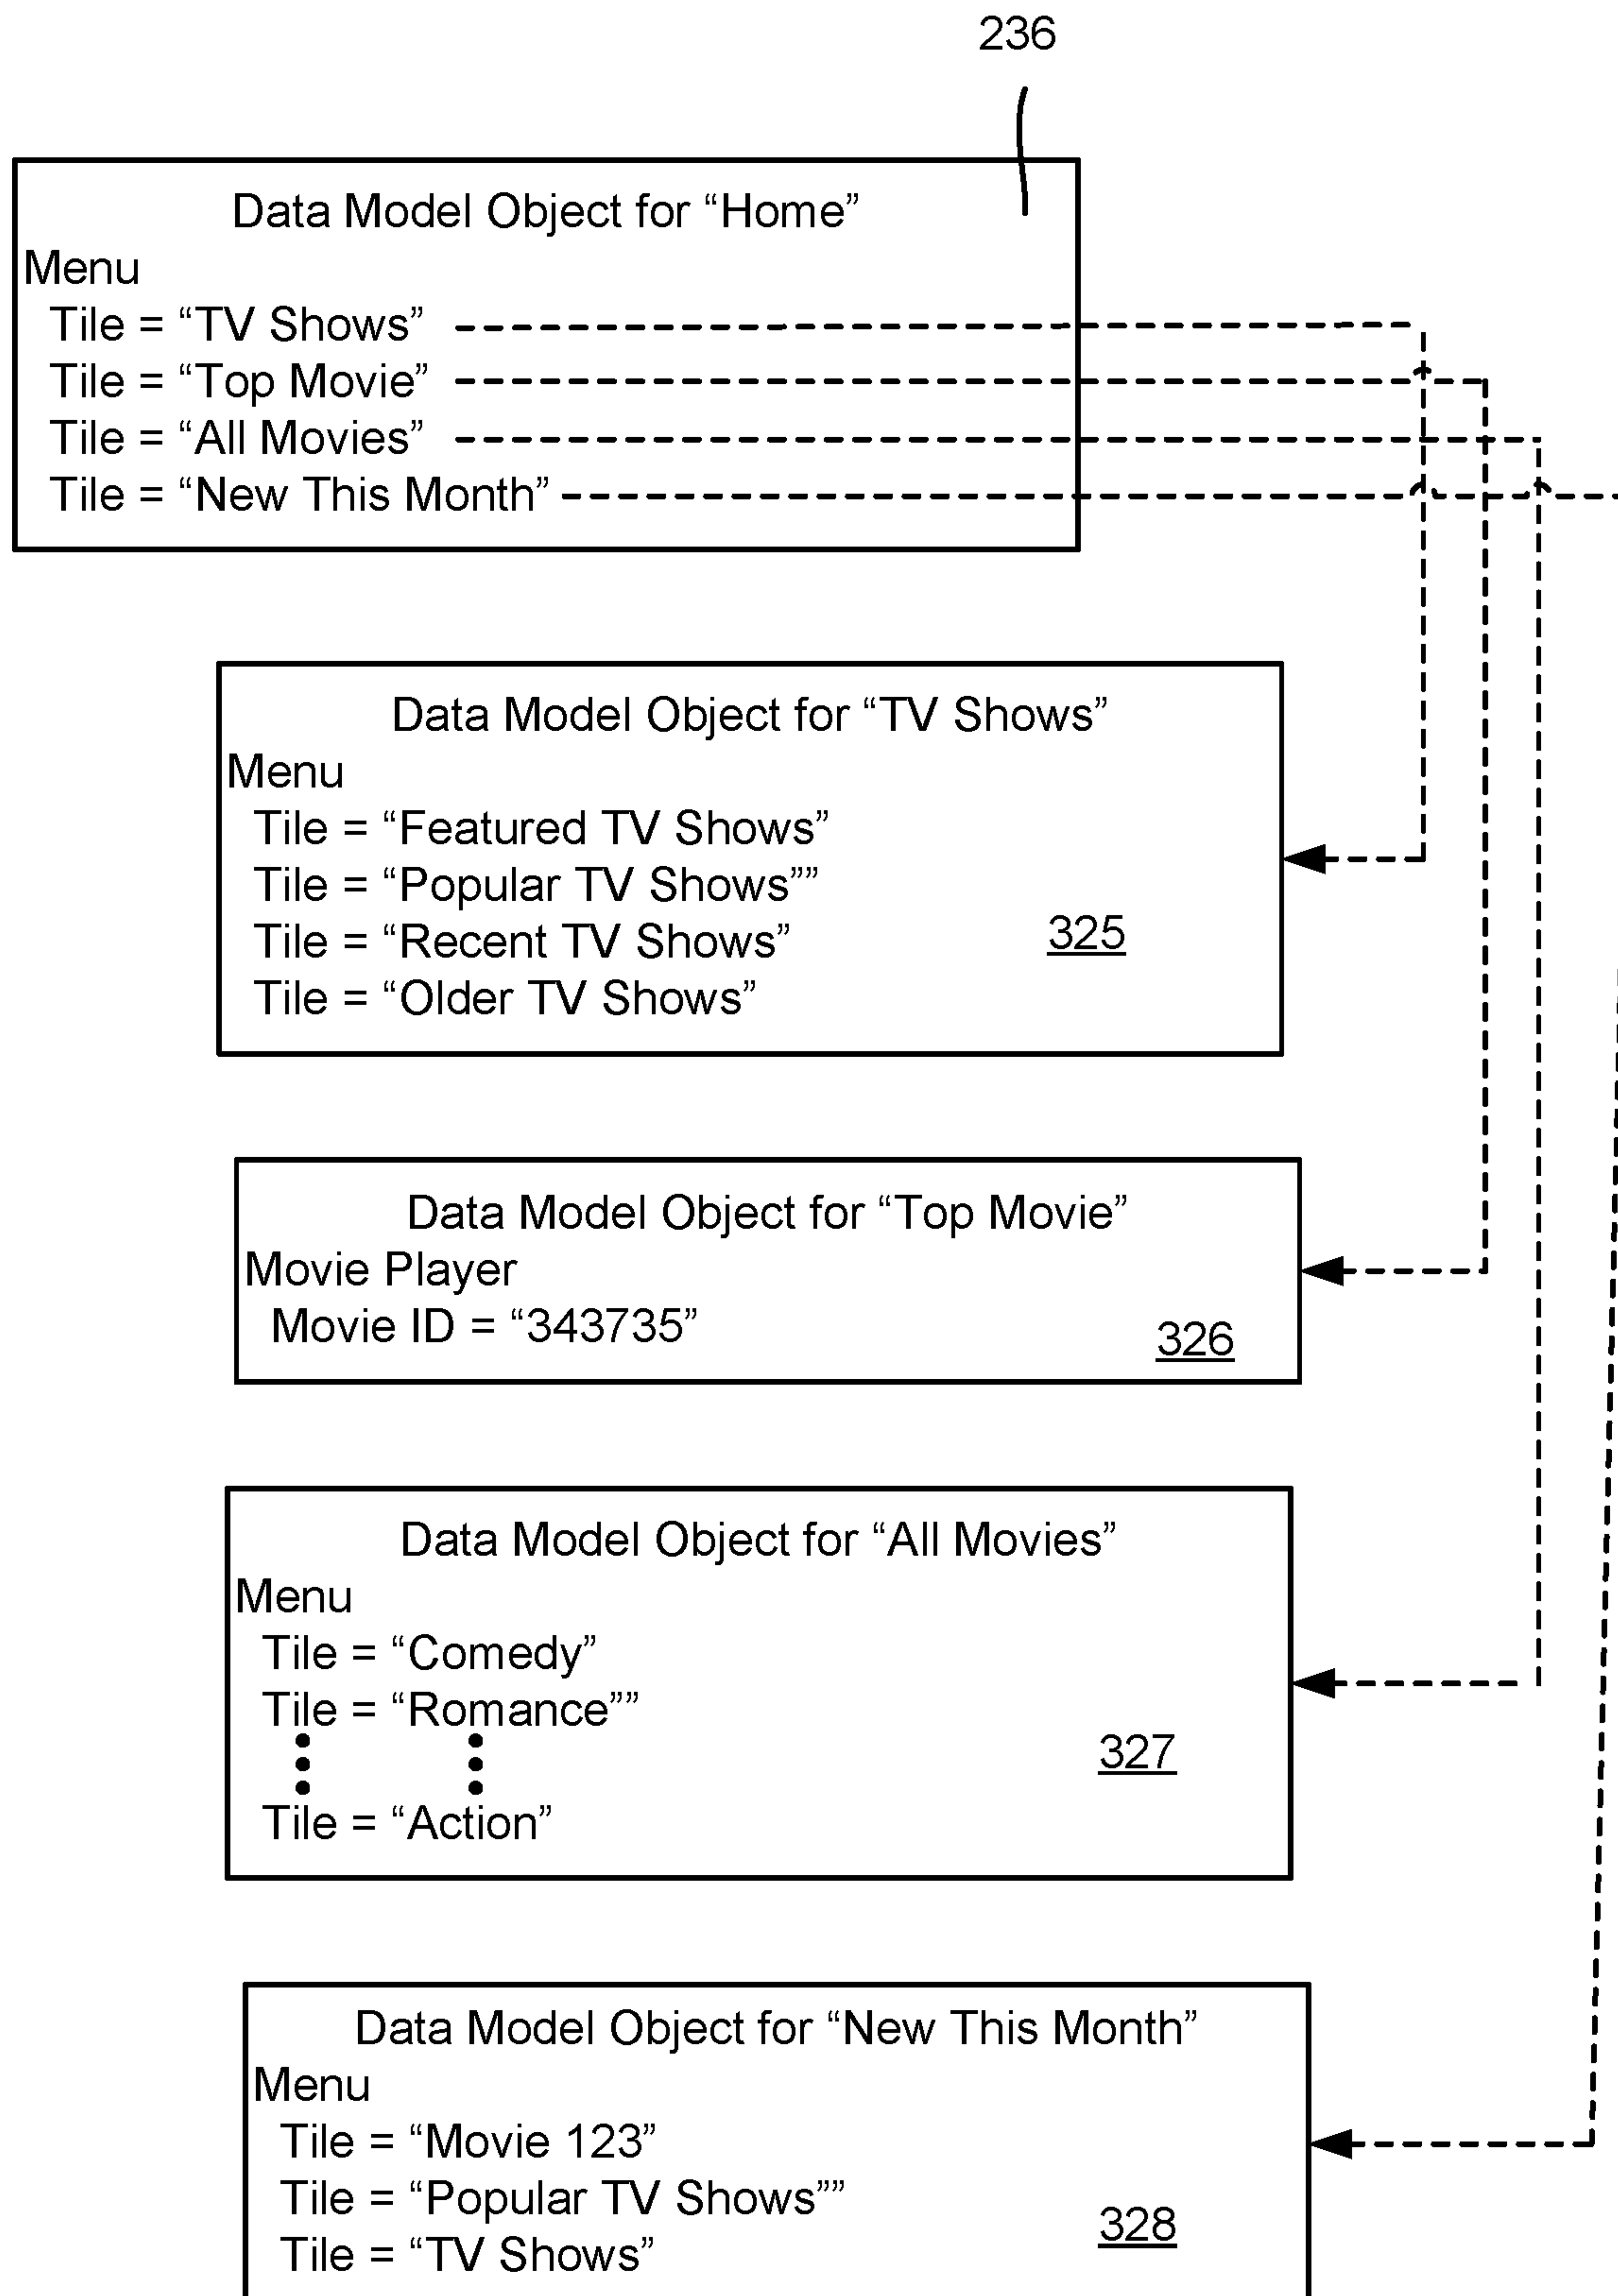 236
Data Model Object for “Home”
Menu
Tile = “TV Shows”
Tile = “Top Movie”
Tile = “All Movies”
Tile = “New This Month”
Data Model Object for “TV Shows”
Menu
Tile = “Featured TV Shows”
Tile = “Popular TV Shows””
Tile = “Recent TV Shows”
325
Tile = “Older TV Shows”
Data Model Object for “Top Movie”
Movie Player
Movie ID = “343735”
326
Data Model Object for “All Movies”
Menu
Tile = “Comedy”
Tile = “Romance””
327
Tile = “Action”
Data Model Object for “New This Month”
Menu
Tile = “Movie 123”
Tile = “Popular TV Shows””
328
Tile = “TV Shows”